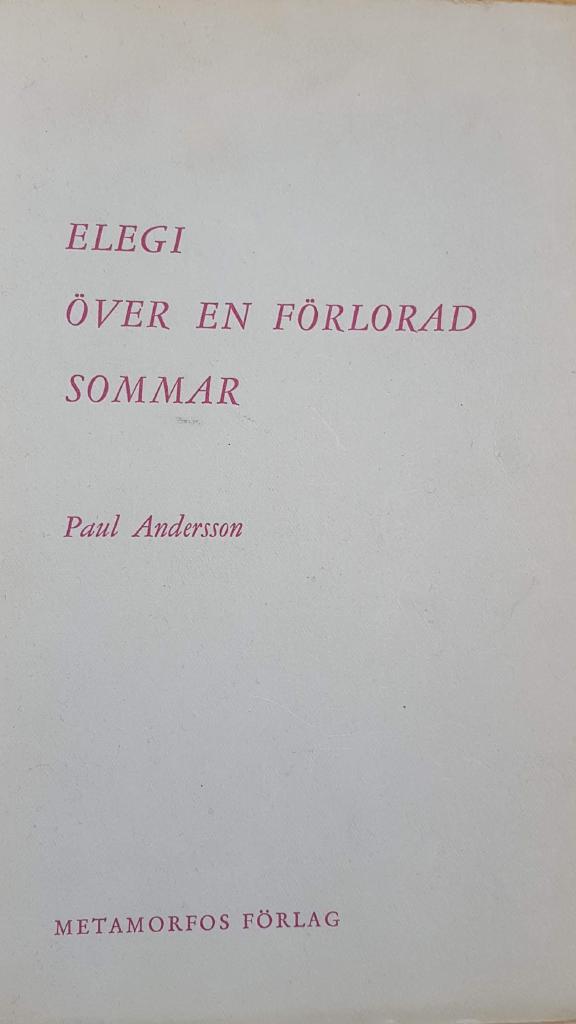 ELEGI
ÖVER EN FÖRLORAD
SOMMAR
Paul Andersson
METAMORFOS FÖRLAG